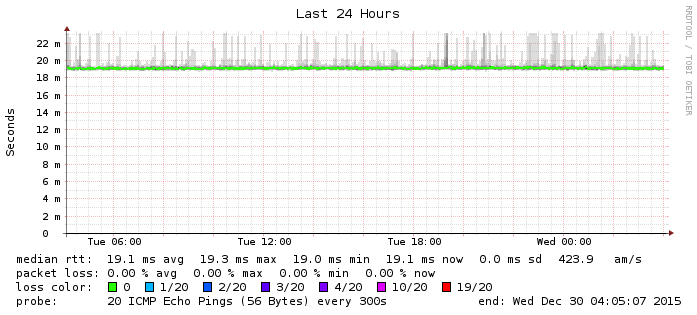 Last 24 Hours
RRDTOOL / TOBI OETIKER
Seconds
22 m
20 m
18 m
16 m
14 m
12 m
10 m
8 m
6 m
4 m
2 m
0
Tue 06:00 Tue 12:00 Tue 18:00 Wed 00:00
median rtt: 19.1 ms avg 19.3 ms max 19.0 ms min 19.1 ms now 0.0 ms sd 423.9 am/s
packet loss: 0.00 % avg 0.00 % max 0.00 % min 0.00 % now
loss color: 0 1/20 2/20 3/20 4/20 10/20 19/20
probe: 20 ICMP Echo Pings (56 Bytes) every 300s end: Wed Dec 30 04:05:07 2015